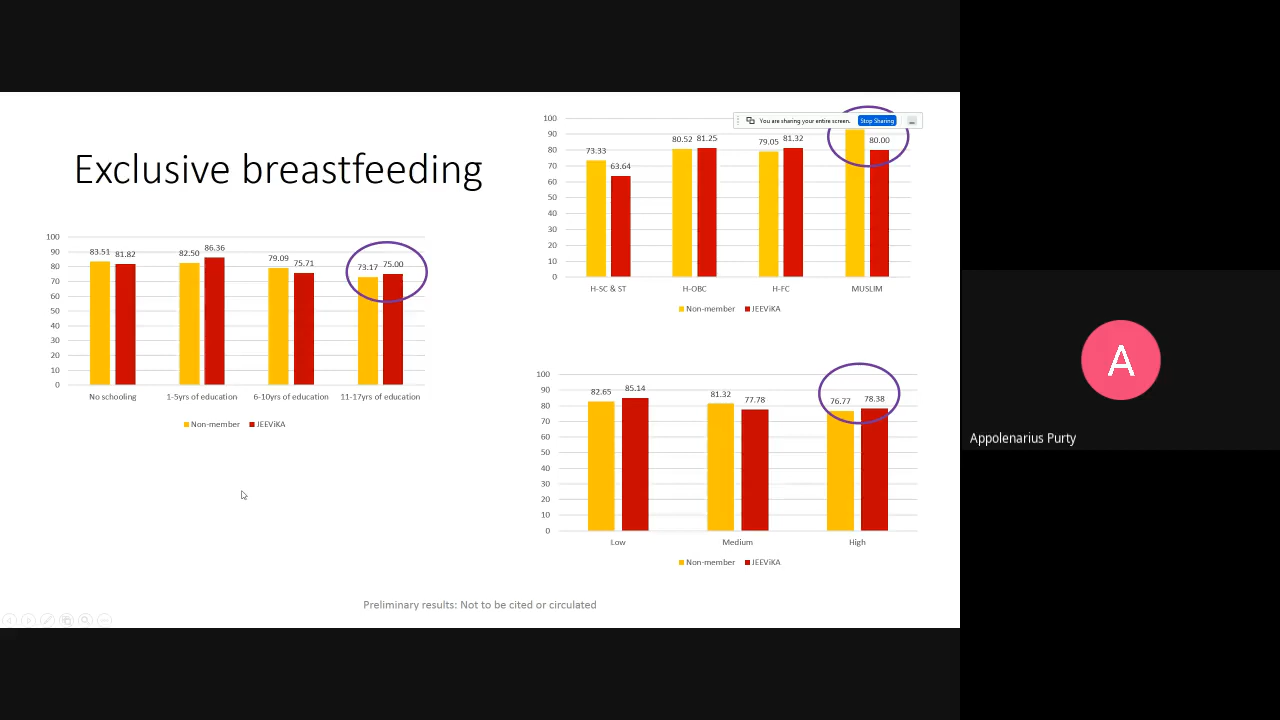 Exclusive breastfeeding
100
90
80
70
60
50
40
30
20
10
0
83.51 81.82 82.50 86.36 79.09 75.71 73.17 75.00
No schooling 1-5yrs of education 6-10yrs of education 11-17yrs of education
Non-member JEEViKA
You are sharing your entire screen. Stop Sharing
100
90
80
70
60
50
40
30
20
10
0
73.33 63.64 80.52 81.25 79.05 81.32 80.00
H-SC & ST H-OBC H-FC MUSLIM
Non-member JEEViKA
100
90
80
70
60
50
40
30
20
10
0
82.65 85.14 81.32 77.78 76.77 78.38
Low Medium High
Non-member JEEViKA
Preliminary results: Not to be cited or circulated
A
Appolenarius Purty